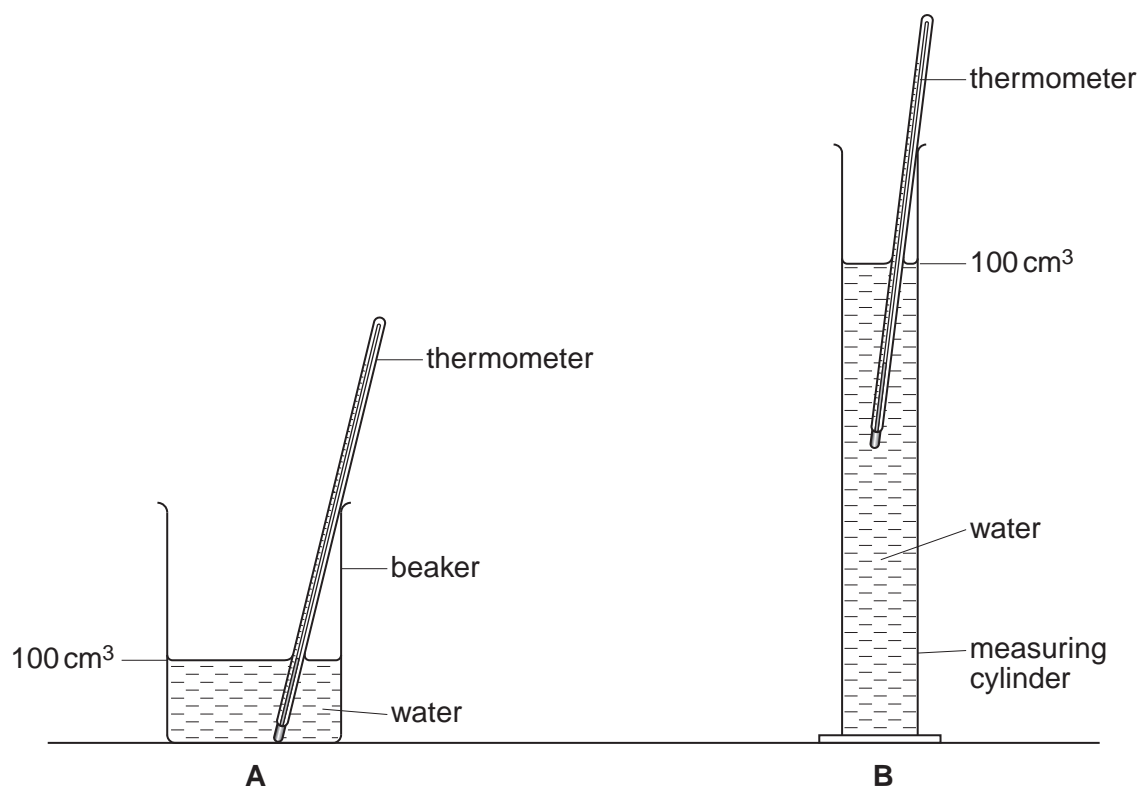 thermometer
100 cm³
thermometer
beaker
100 cm³
water
A
water
measuring
cylinder
B